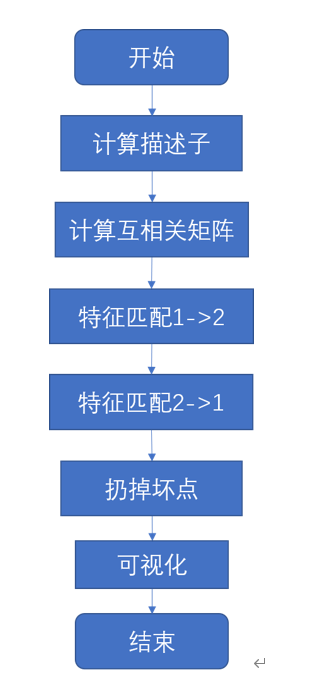 开始
计算描述子
计算互相关矩阵
特征匹配1->2
特征匹配2->1
扔掉坏点
可视化
结束